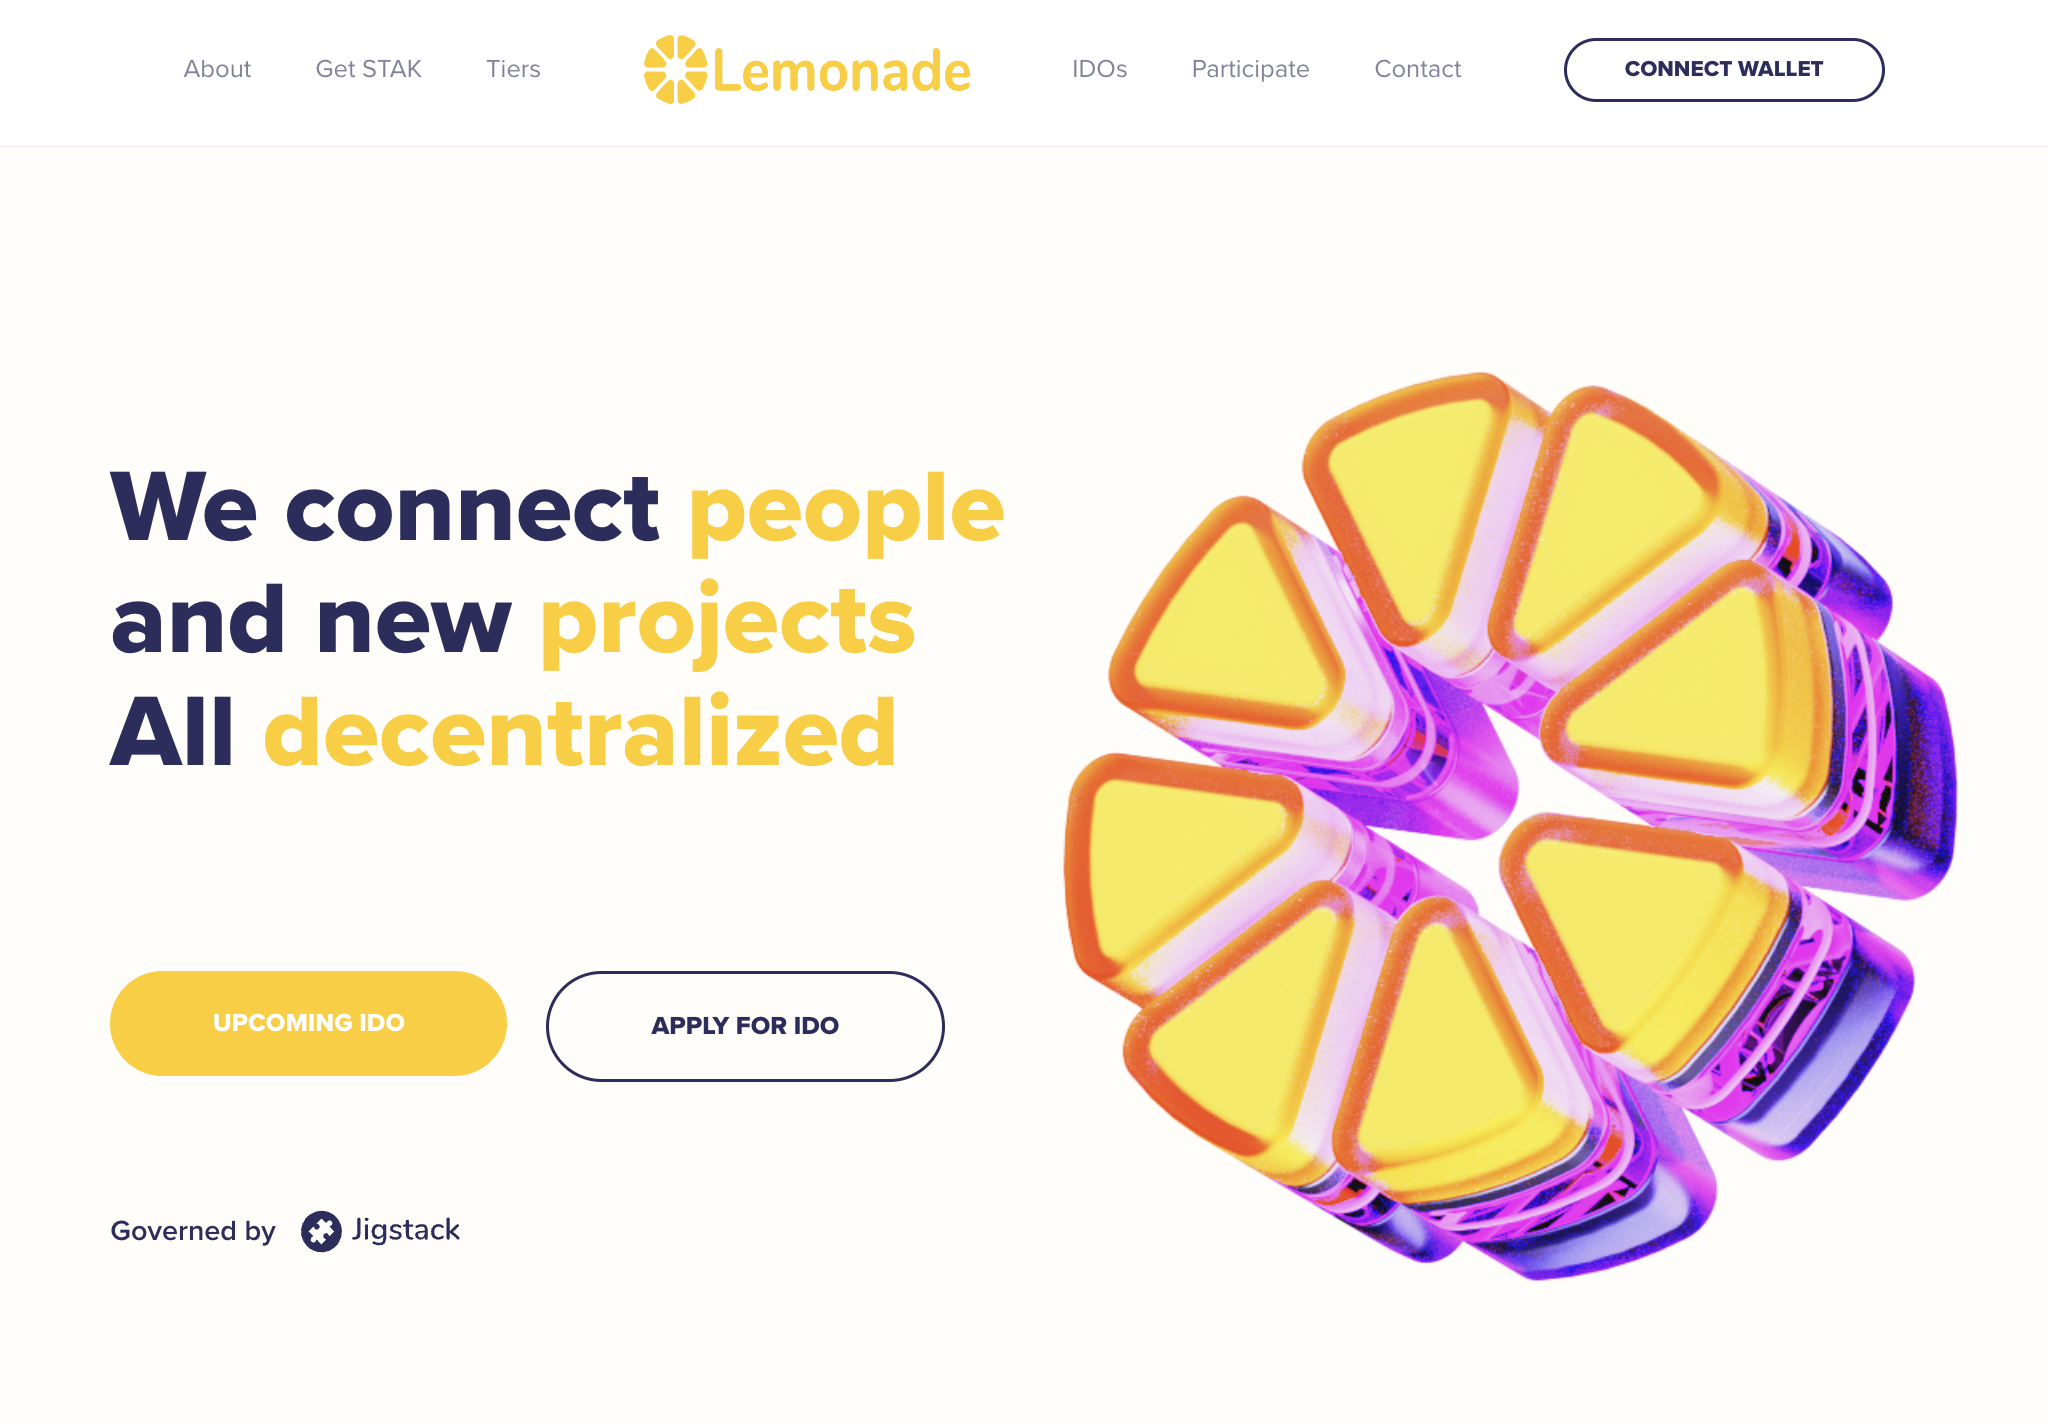 About Get STAK Tiers Lemonade IDOs Participate Contact CONNECT WALLET
We connect people
and new projects
All decentralized
UPCOMING IDO APPLY FOR IDO
Governed by Jigstack